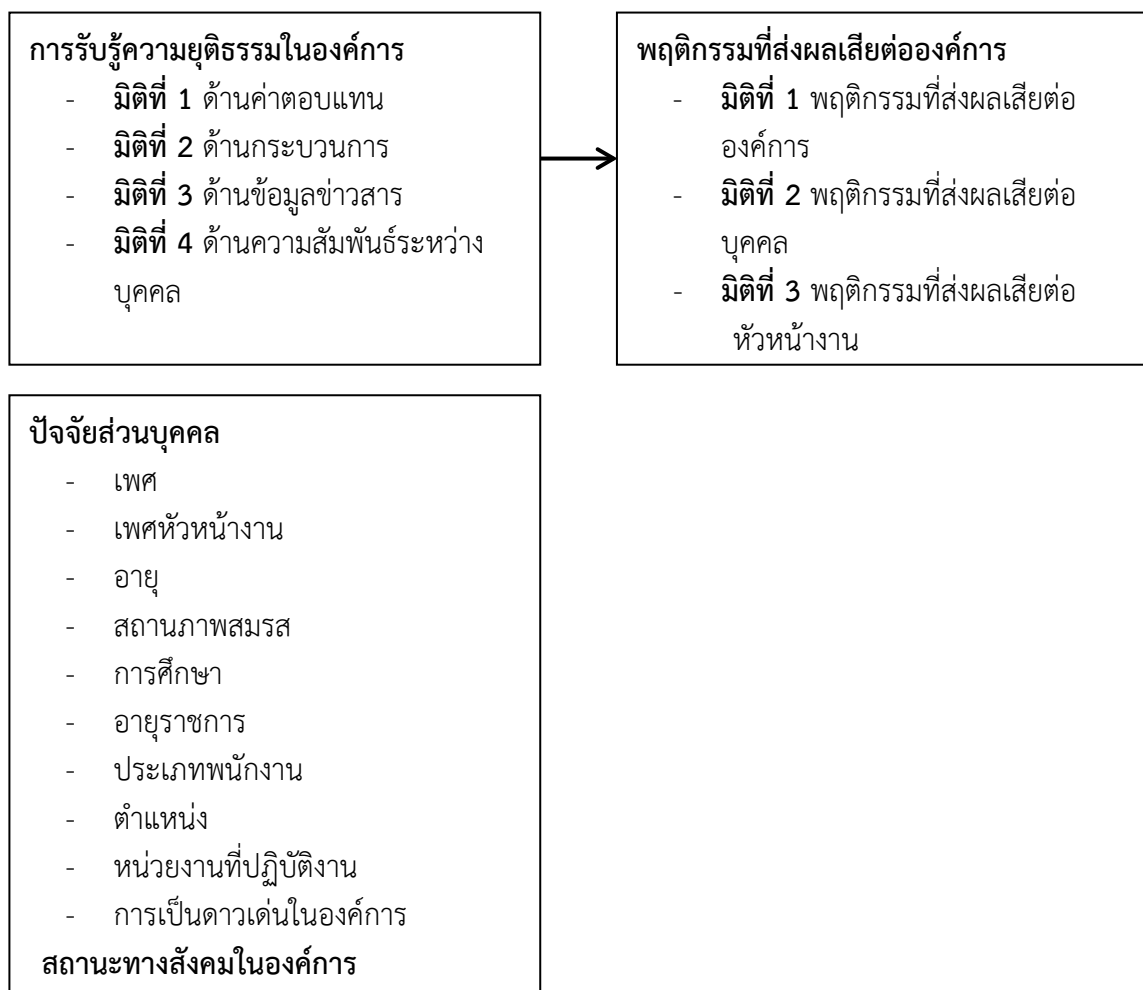 การรับรู้ความยุติธรรมในองค์การ
- มิติที่ 1 ด้านค่าตอบแทน
- มิติที่ 2 ด้านกระบวนการ
- มิติที่ 3 ด้านข้อมูลข่าวสาร
- มิติที่ 4 ด้านความสัมพันธ์ระหว่าง
บุคคล
พฤติกรรมที่ส่งผลเสียต่อองค์การ
- มิติที่ 1 พฤติกรรมที่ส่งผลเสียต่อ
องค์การ
- มิติที่ 2 พฤติกรรมที่ส่งผลเสียต่อ
บุคคล
- มิติที่ 3 พฤติกรรมที่ส่งผลเสียต่อ
หัวหน้างาน
ปัจจัยส่วนบุคคล
- เพศ
- เพศหัวหน้างาน
- อายุ
- สถานภาพสมรส
- การศึกษา
- อายุราชการ
- ประเภทพนักงาน
- ตำแหน่ง
- หน่วยงานที่ปฏิบัติงาน
- การเป็นดาวเด่นในองค์การ
สถานะทางสังคมในองค์การ